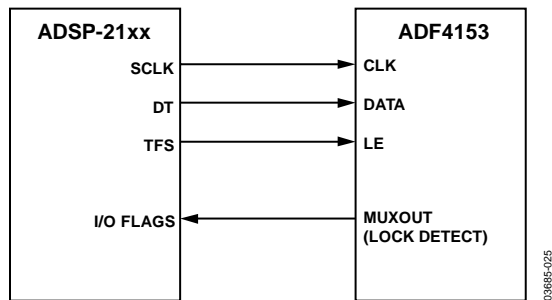 ADSP-21xx
SCLK
DT
TFS
I/O FLAGS
ADF4153
CLK
DATA
LE
MUXOUT
(LOCK DETECT)
03685-025